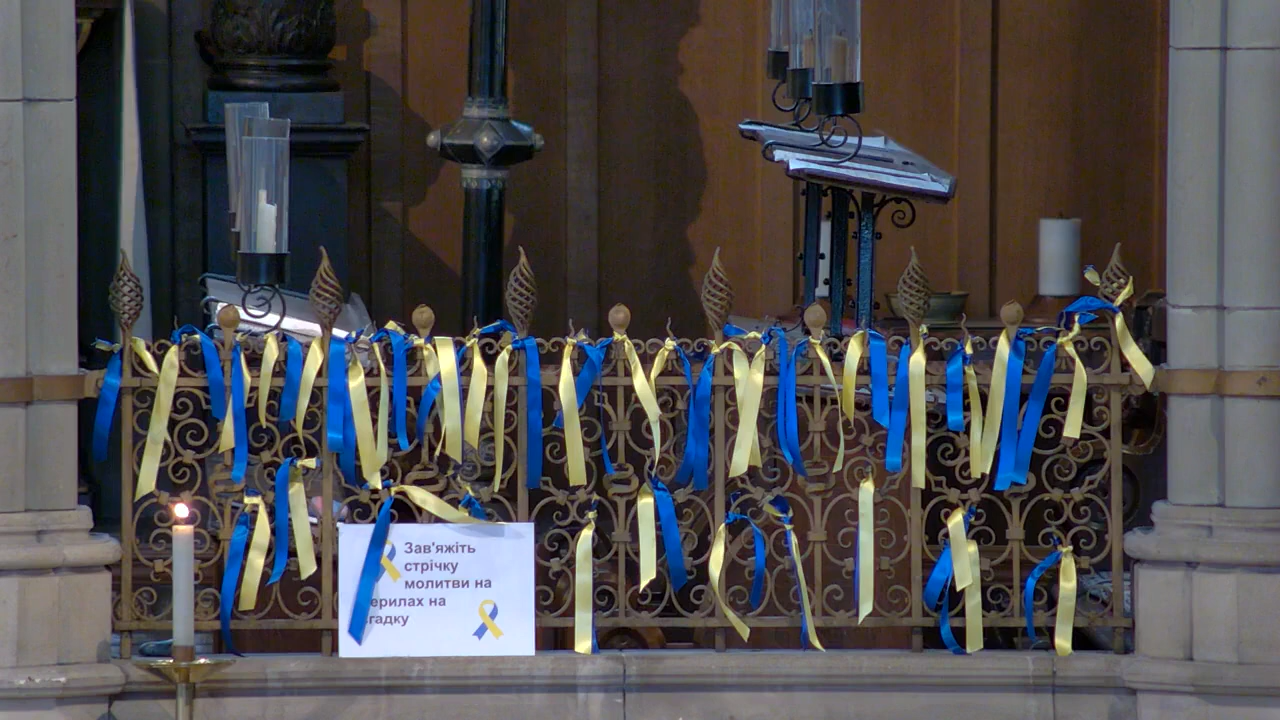 Зав'яжіть
стрічку
молитви на
на